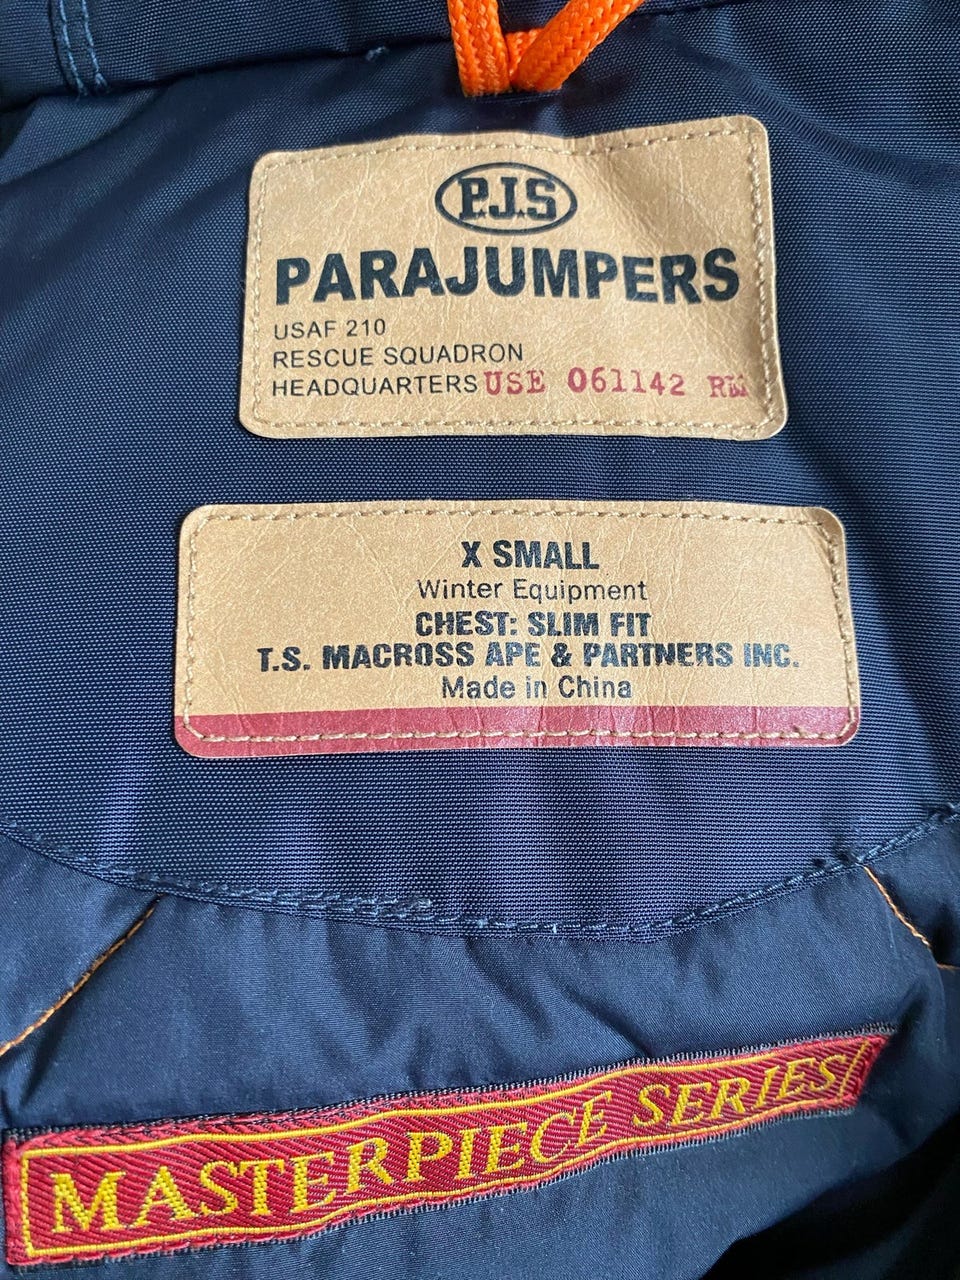 P.J.S
PARAJUMPERS
USAF 210
RESCUE SQUADRON
HEADQUARTERS USE 061142
X SMALL
Winter Equipment
CHEST: SLIM FIT
T.S. MACROSS APE & PARTNERS INC.
Made in China
MASTERPIECE SERIES